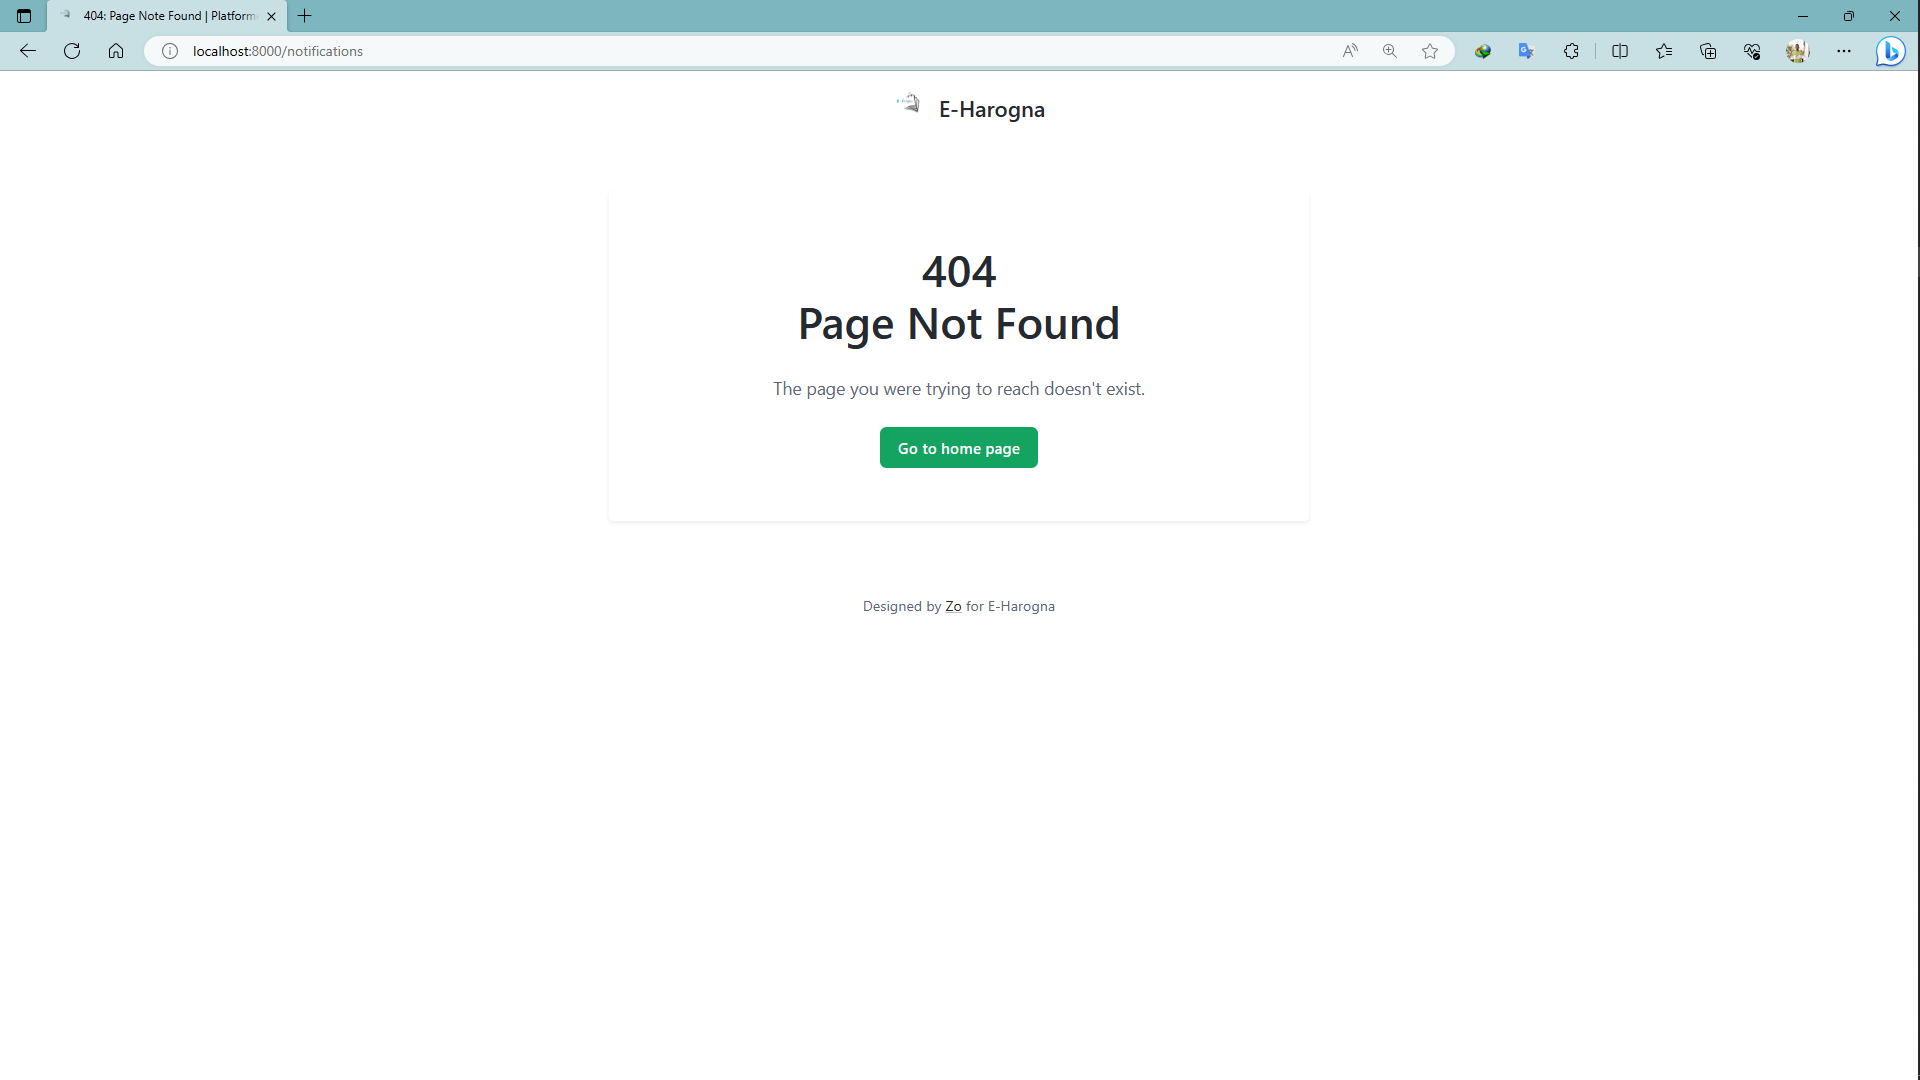 404: Page Note Found | Platform
localhost:8000/notifications
E-Harogna
404
Page Not Found
The page you were trying to reach doesn't exist.
Go to home page
Designed by Zo for E-Harogna